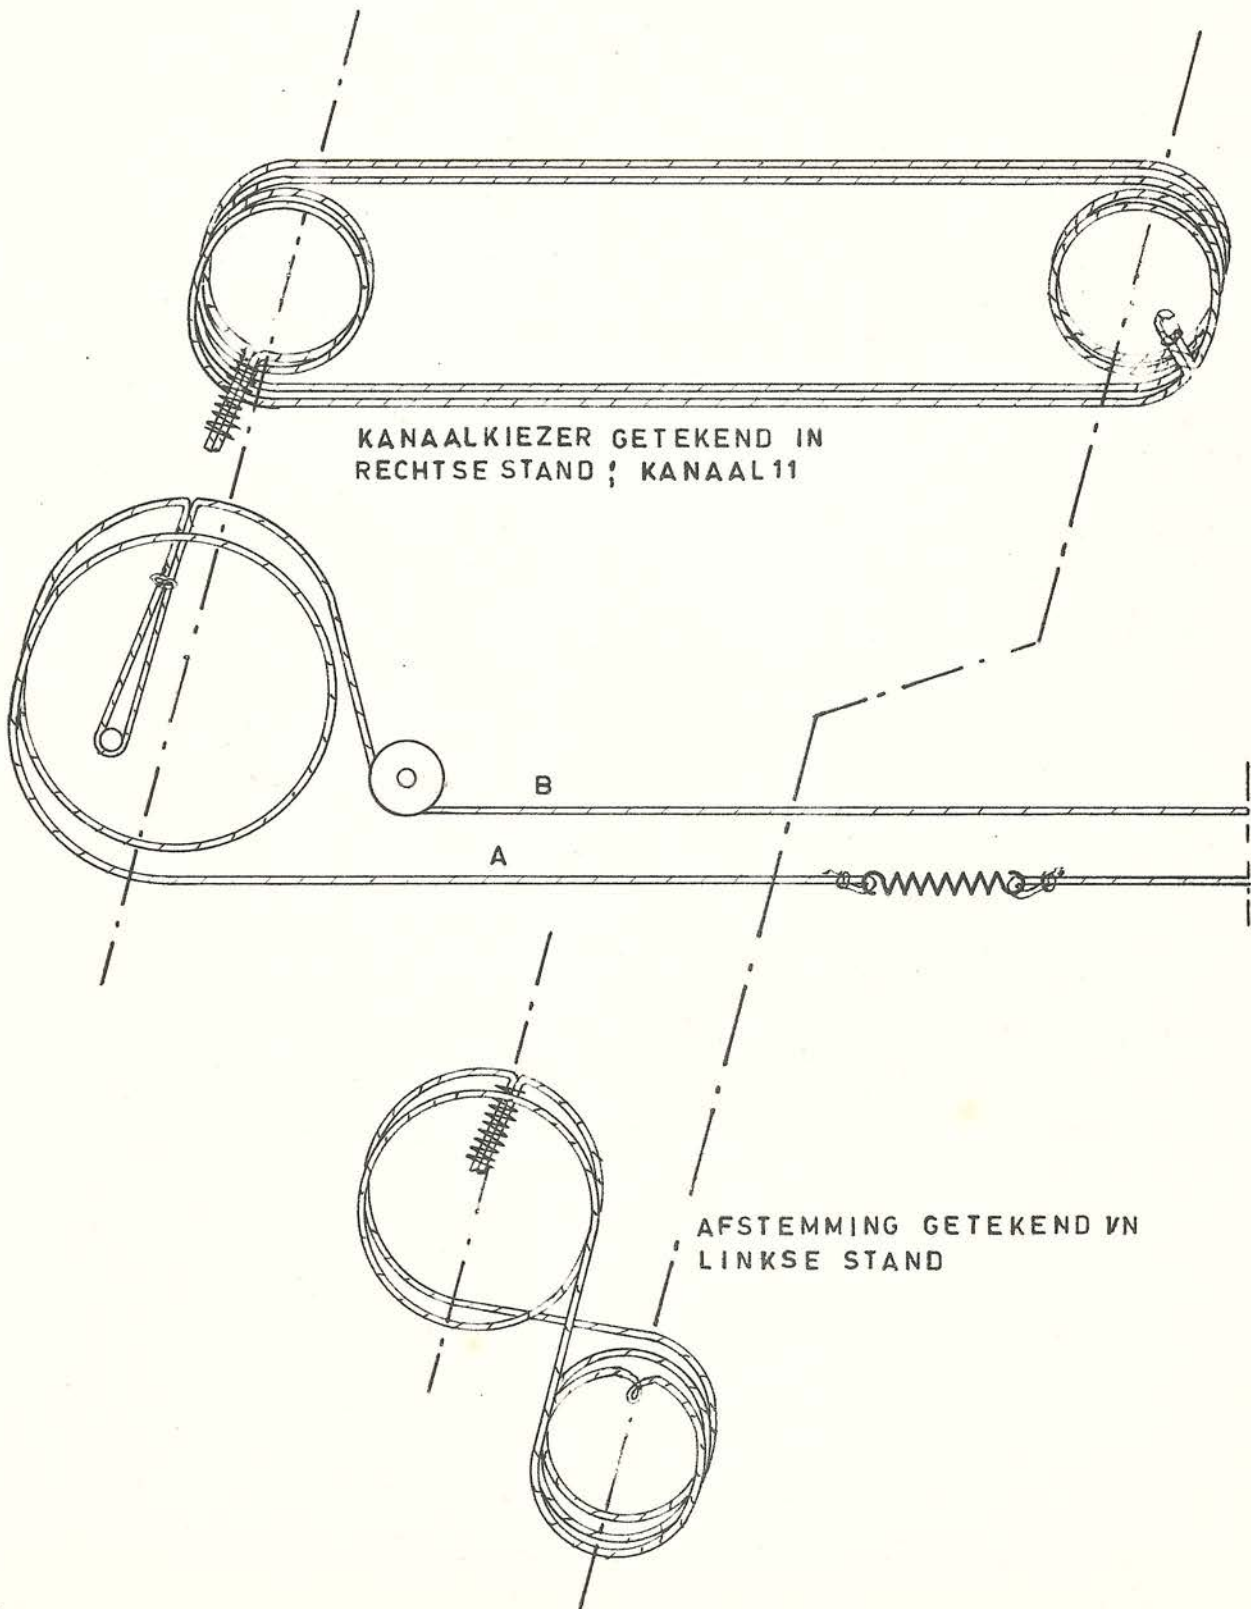 KANAALKIEZER GETEKEND IN
RECHTSE STAND ; KANAAL 11
B
A
AFSTEMMING GETEKEND IN
LINKSE STAND